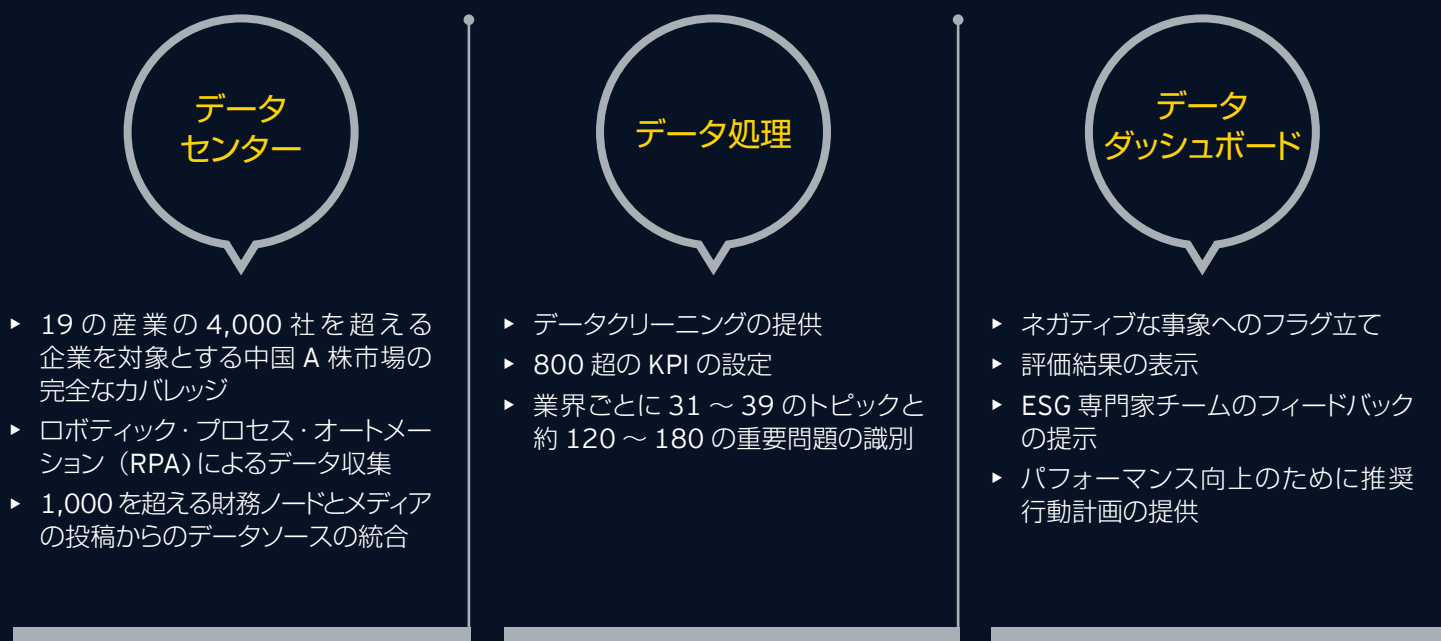 データ
センター
▸ 19 の産業の 4,000 社を超える
企業を対象とする中国 A 株市場の
完全なカバレッジ
▸ ロボティック・プロセス・オートメー
ション（RPA）によるデータ収集
▸ 1,000 を超える財務ノードとメディア
の投稿からのデータソースの統合
データ処理
▸ データクリーニングの提供
▸ 800 超の KPI の設定
▸ 業界ごとに 31 ～ 39 のトピックと
約 120 ～ 180 の重要問題の識別
データ
ダッシュボード
▸ ネガティブな事象へのフラグ立て
▸ 評価結果の表示
▸ ESG 専門家チームのフィードバック
の提示
▸ パフォーマンス向上のために推奨
行動計画の提供